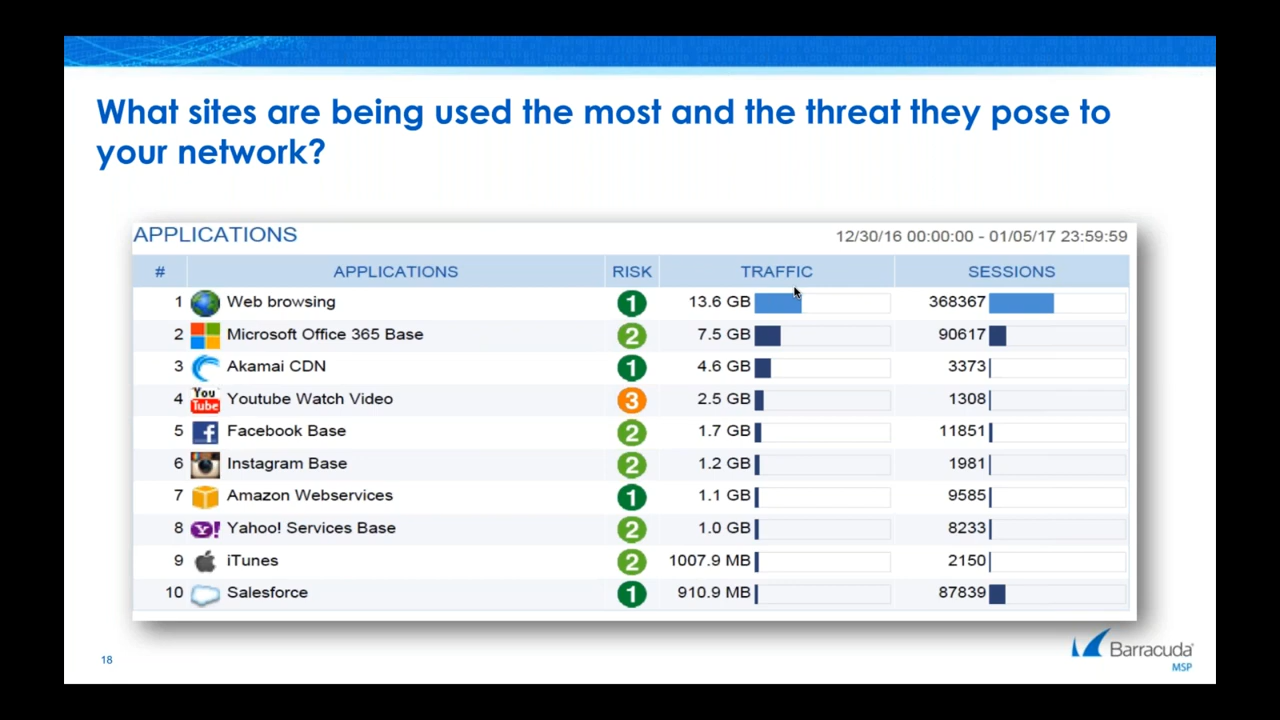 What sites are being used the most and the threat they pose to
your network?
APPLICATIONS 12/30/16 00:00:00 - 01/05/17 23:59:59
# APPLICATIONS RISK TRAFFIC SESSIONS
1 Web browsing 1 13.6 GB 368367
2 Microsoft Office 365 Base 2 7.5 GB 90617
3 Akamai CDN 1 4.6 GB 3373
4 You Tube Youtube Watch Video 3 2.5 GB 1308
5 f Facebook Base 2 1.7 GB 11851
6 Instagram Base 2 1.2 GB 1981
7 Amazon Webservices 1 1.1 GB 9585
8 Y! Yahoo! Services Base 2 1.0 GB 8233
9 iTunes 2 1007.9 MB 2150
10 Salesforce 1 910.9 MB 87839
18
Barracuda
MSP